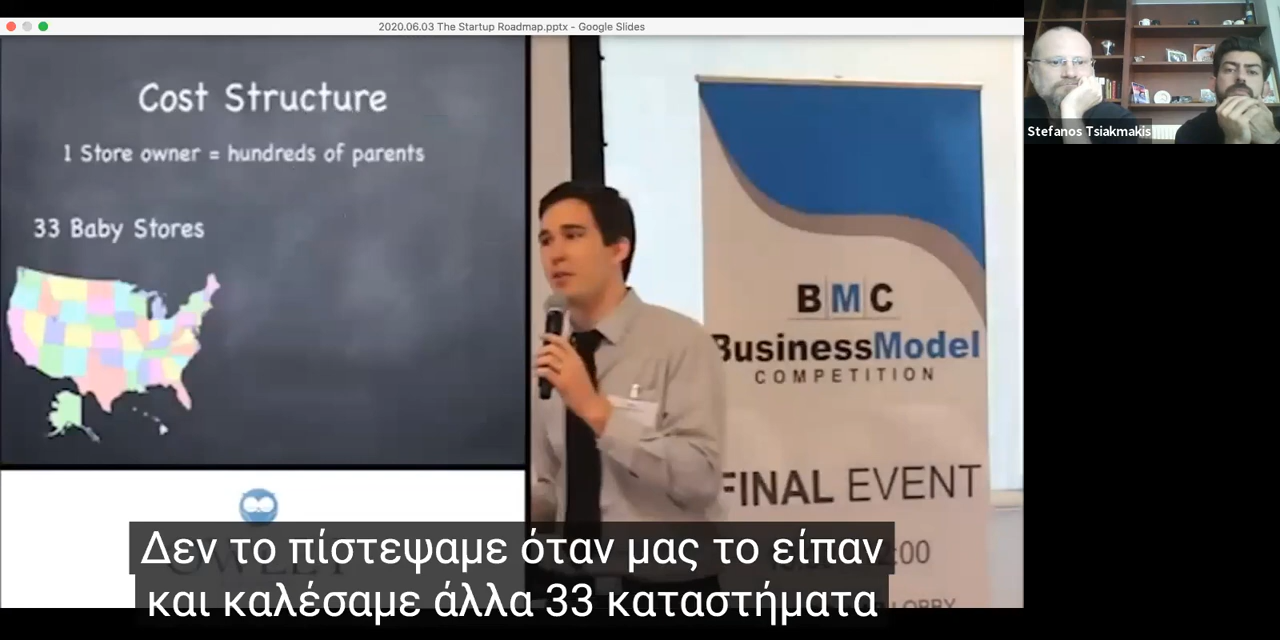 2020.06.03 The Startup Roadmap.pptx - Google Slides
Cost Structure
1 Store owner = hundreds of parents
33 Baby Stores
BMC
BusinessModel
COMPETITION
FINAL EVENT
:00
LOBBY
Stefanos Tsiakmakis
Δεν το πίστεψαμε όταν μας το είπαν
και καλέσαμε άλλα 33 καταστήματα